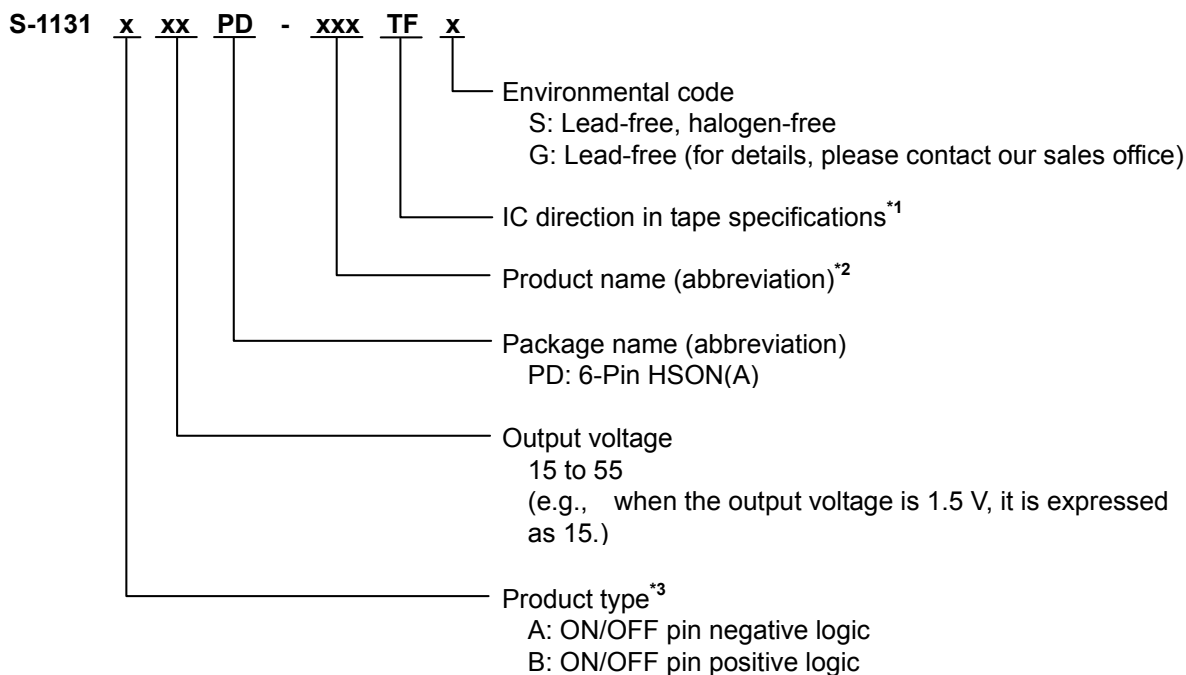 S-1131 x xx PD - xxx TF x
Environmental code
S: Lead-free, halogen-free
G: Lead-free (for details, please contact our sales office)
IC direction in tape specifications*1
Product name (abbreviation)*2
Package name (abbreviation)
PD: 6-Pin HSON(A)
Output voltage
15 to 55
(e.g., when the output voltage is 1.5 V, it is expressed
as 15.)
Product type*3
A: ON/OFF pin negative logic
B: ON/OFF pin positive logic